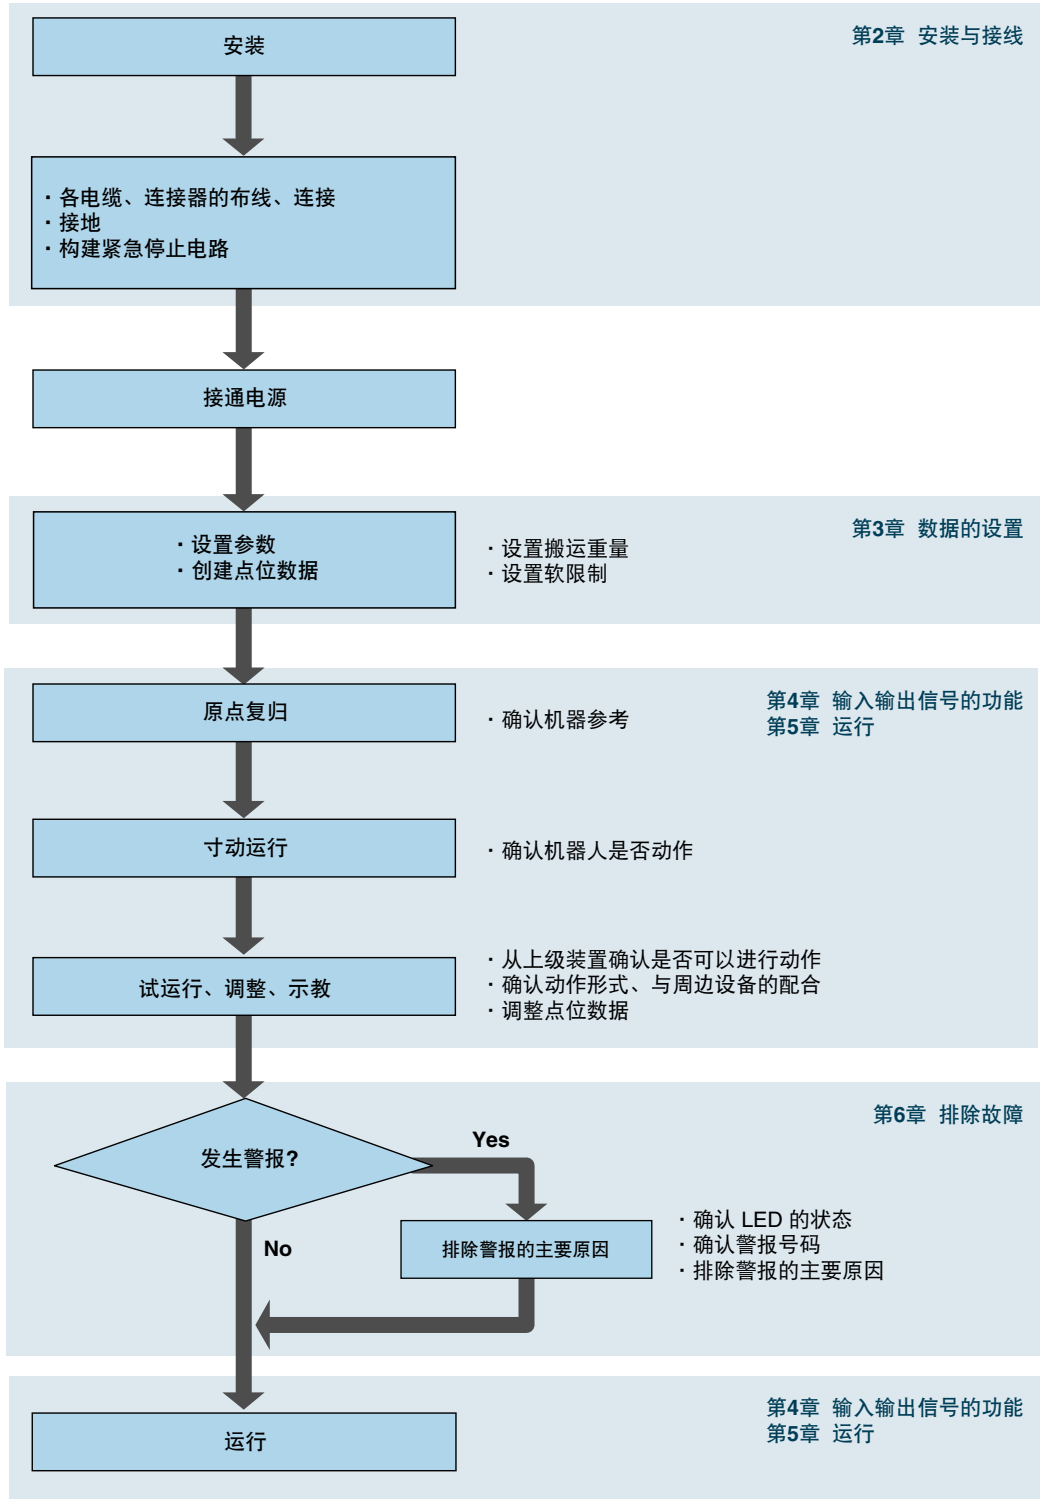 安装
第2章 安装与接线
・各电缆、连接器的布线、连接
・接地
・构建紧急停止电路
接通电源
第3章 数据的设置
・设置参数
・创建点位数据
・设置搬运重量
・设置软限制
原点复归
・确认机器参考
第4章 输入输出信号的功能
第5章 运行
寸动运行
・确认机器人是否动作
试运行、调整、示教
・从上级装置确认是否可以进行动作
・确认动作形式、与周边设备的配合
・调整点位数据
第6章 排除故障
发生警报?
Yes
No
排除警报的主要原因
・确认 LED 的状态
・确认警报号码
・排除警报的主要原因
运行
第4章 输入输出信号的功能
第5章 运行